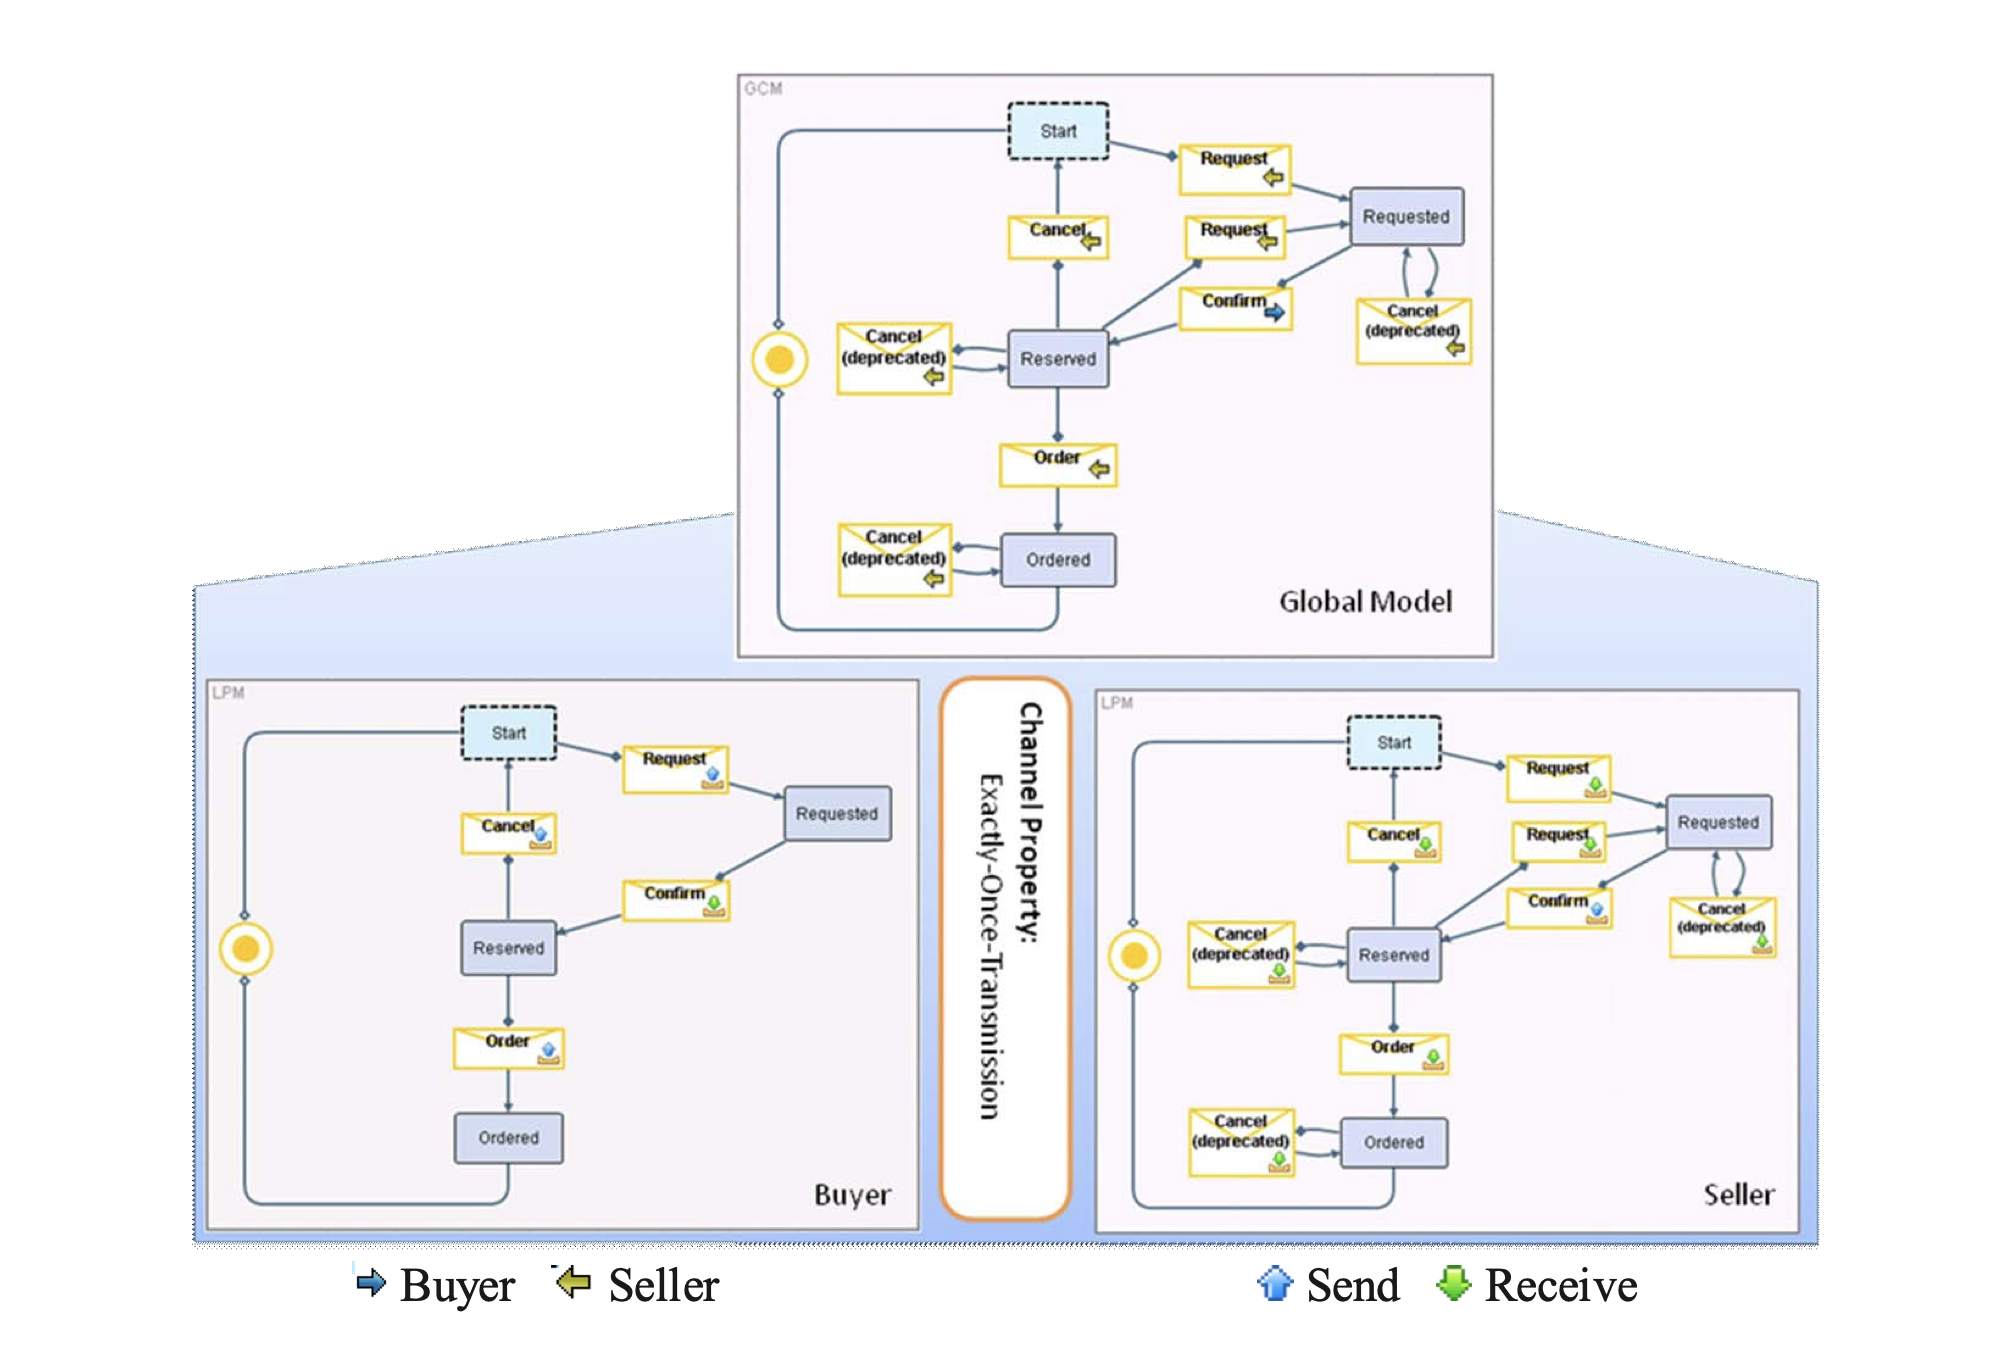 GCM
Start
Request
Requested
Cancel
Request
Confirm
Cancel
(deprecated)
Cancel
(deprecated)
Reserved
Order
Cancel
(deprecated)
Ordered
Global Model
LPM
Start
Request
Requested
Cancel
Confirm
Reserved
Order
Ordered
Buyer
Channel Property:
Exactly-Once-Transmission
LPM
Start
Request
Requested
Cancel
Request
Confirm
Cancel
(deprecated)
Cancel
(deprecated)
Reserved
Order
Cancel
(deprecated)
Ordered
Seller
Buyer Seller
Send Receive